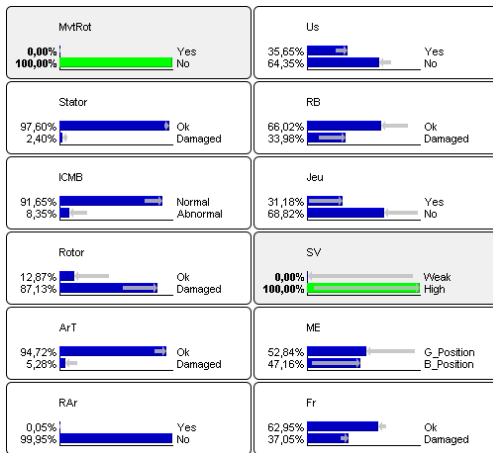 MvtRot
0,00% Yes
100,00% No
Us
35,65% Yes
64,35% No
Stator
97,60% Ok
2,40% Damaged
RB
66,02% Ok
33,98% Damaged
ICMB
91,65% Normal
8,35% Abnormal
Jeu
31,18% Yes
68,82% No
Rotor
12,87% Ok
87,13% Damaged
SV
0,00% Weak
100,00% High
ArT
94,72% Ok
5,28% Damaged
ME
52,84% G_Position
47,16% B_Position
RAr
0,05% Yes
99,95% No
Fr
62,95% Ok
37,05% Damaged